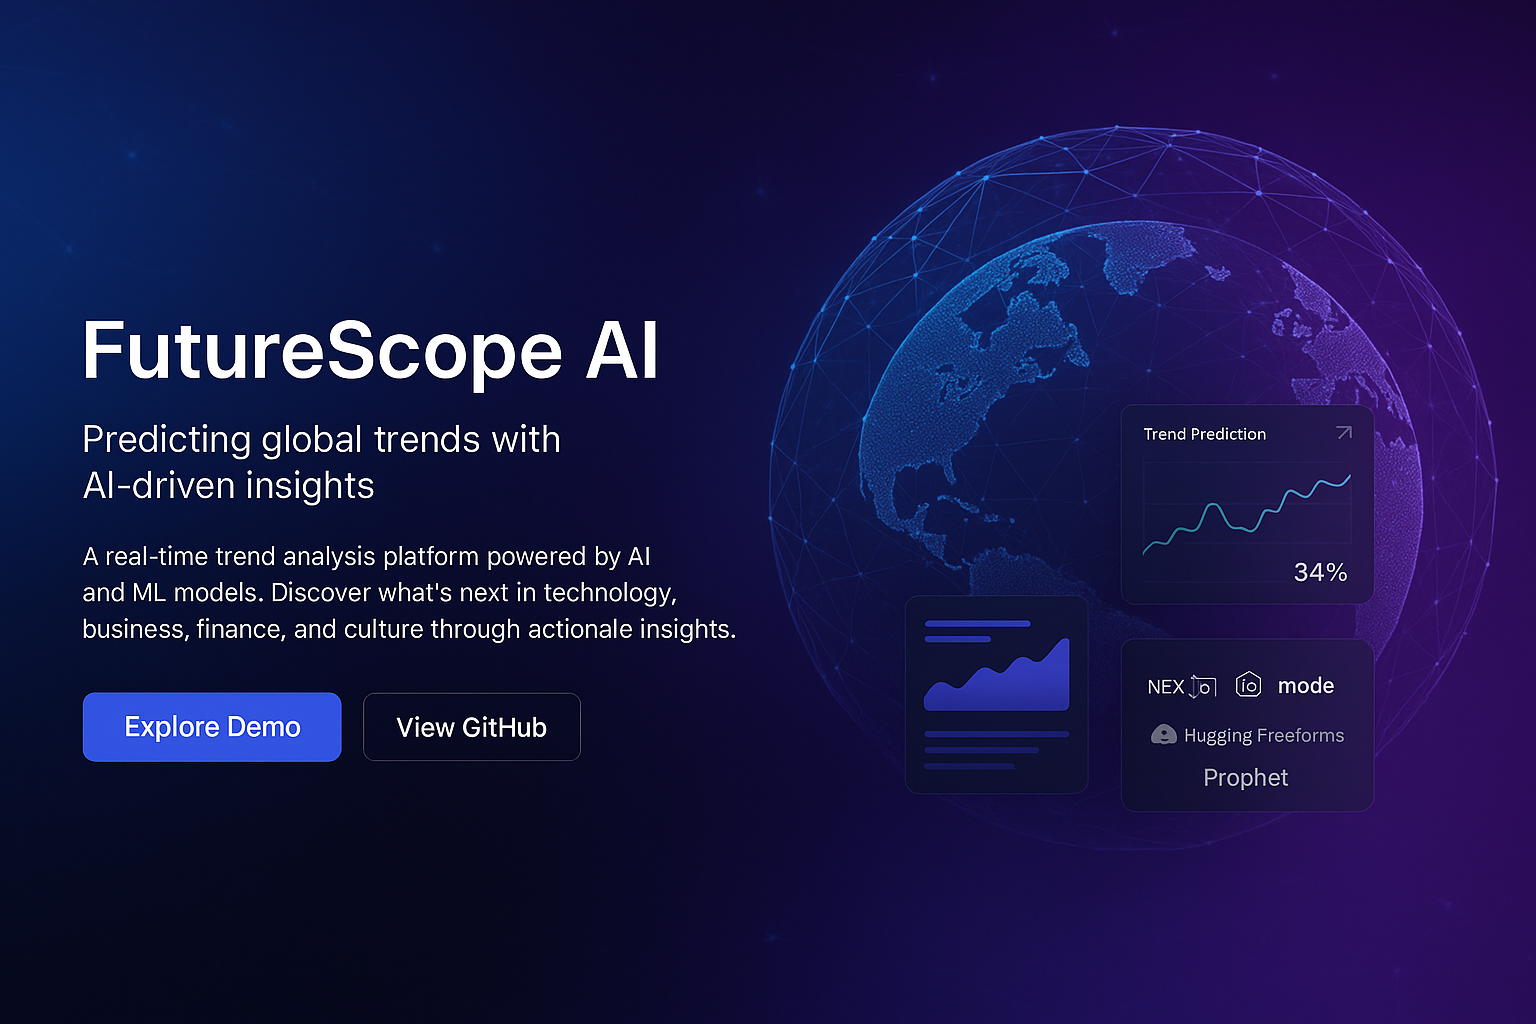 FutureScope AI
Predicting global trends with
AI-driven insights
A real-time trend analysis platform powered by AI
and ML models. Discover what's next in technology,
business, finance, and culture through actionale insights.
Explore Demo
View GitHub
Trend Prediction
34%
NEX io mode
Hugging Freeforms
Prophet